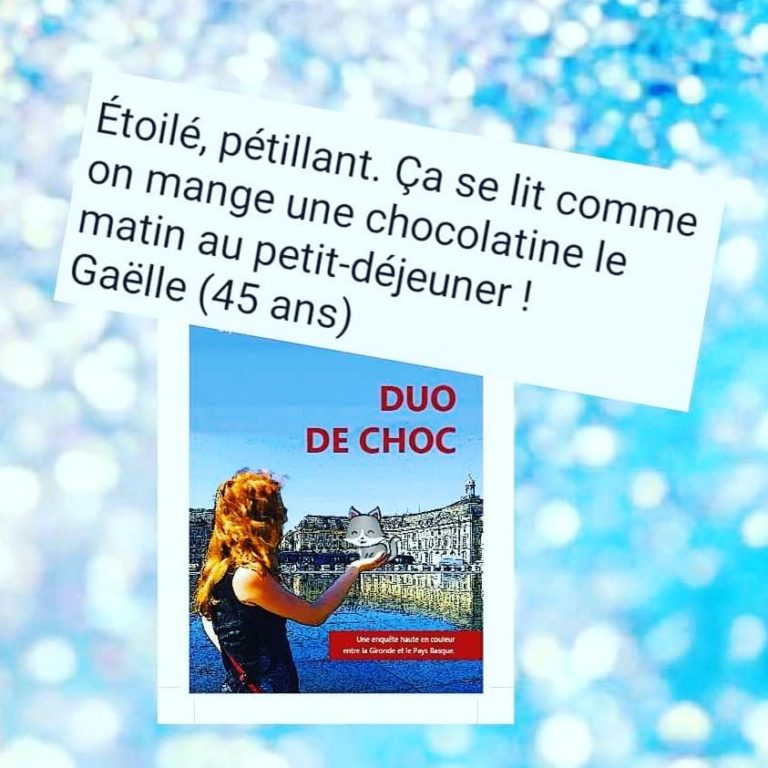 Étoilé, pétillant. Ça se lit comme
on mange une chocolatine le
matin au petit-déjeuner !
Gaëlle (45 ans)
DUO
DE CHOC
Une enquête haute en couleur
entre la Gironde et le Pays Basque.